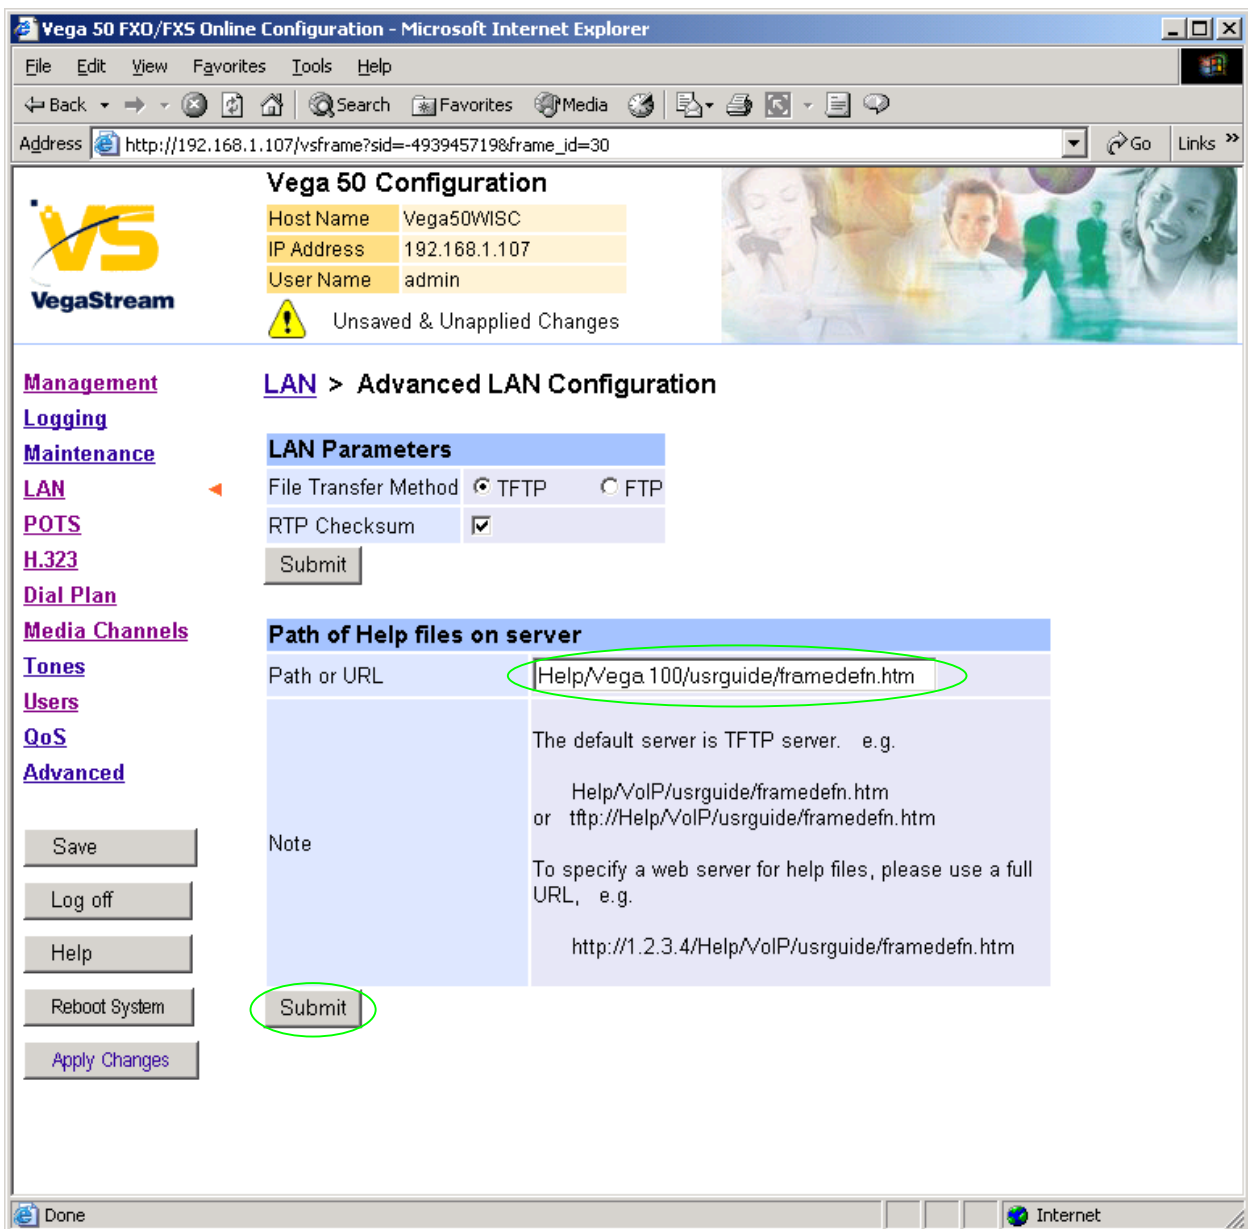 Vega 50 FXO/FXS Online Configuration - Microsoft Internet Explorer
File Edit View Favorites Tools Help
Back Search Favorites Media
Address http://192.168.1.107/vsframe?sid=-493945719&frame_id=30 Go Links »
Vega 50 Configuration
Host Name Vega50WISC
IP Address 192.168.1.107
User Name admin
Unsaved & Unapplied Changes
VS
VegaStream
Management
Logging
Maintenance
LAN
POTS
H.323
Dial Plan
Media Channels
Tones
Users
QoS
Advanced
Save
Log off
Help
Reboot System
Apply Changes
LAN > Advanced LAN Configuration
LAN Parameters
File Transfer Method TFTP FTP
RTP Checksum
Submit
Path of Help files on server
Path or URL Help/Vega 100/usrguide/framedefn.htm
Note
The default server is TFTP server. e.g.
Help/VoIP/usrguide/framedefn.htm
or tftp://Help/VoIP/usrguide/framedefn.htm
To specify a web server for help files, please use a full
URL, e.g.
http://1.2.3.4/Help/VoIP/usrguide/framedefn.htm
Submit
Done Internet